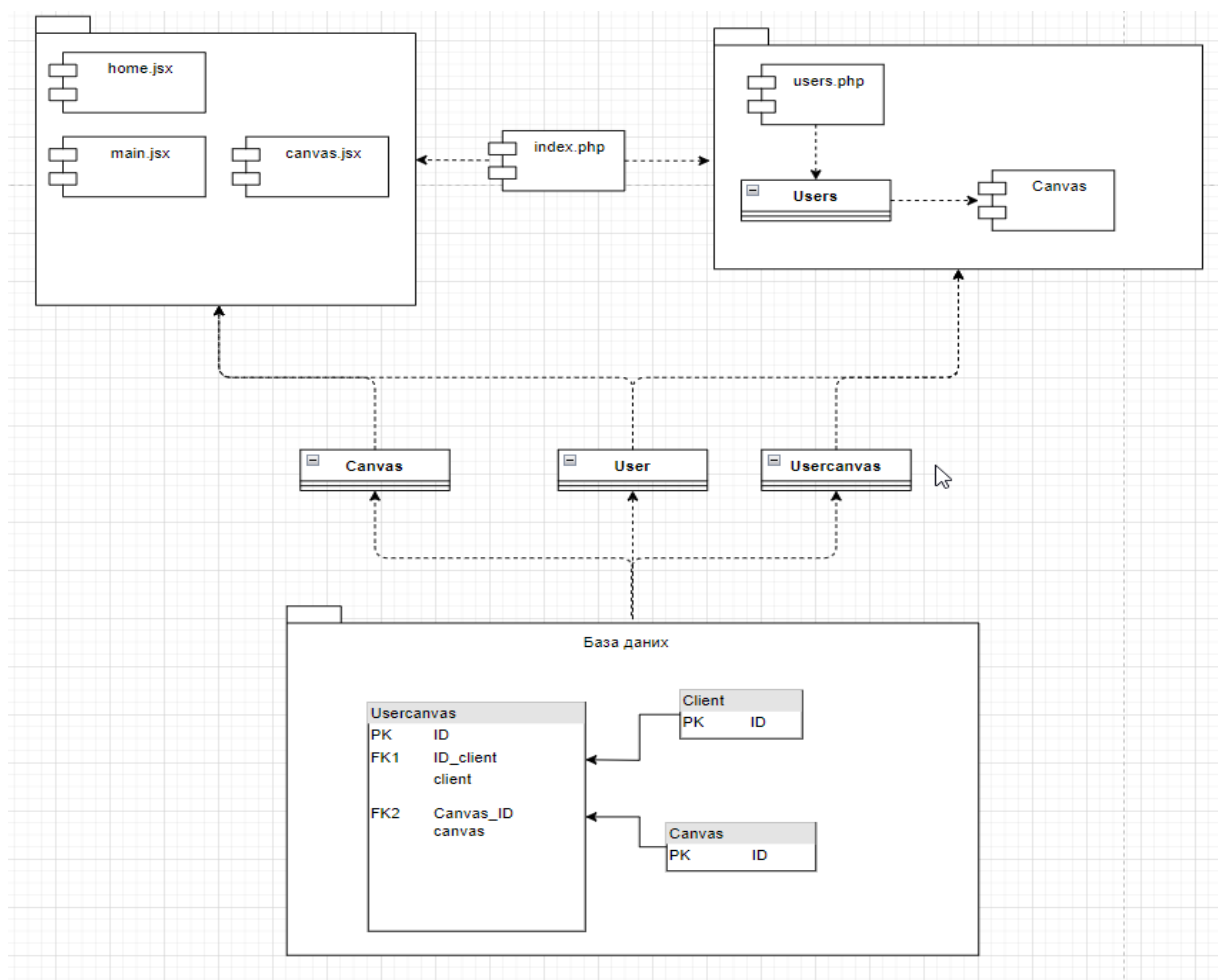 home.jsx
main.jsx
canvas.jsx
index.php
users.php
Users
Canvas
Canvas
User
Usercanvas
База даних
Usercanvas
PK ID
FK1 ID_client
client
FK2 Canvas_ID
canvas
Client
PK ID
Canvas
PK ID